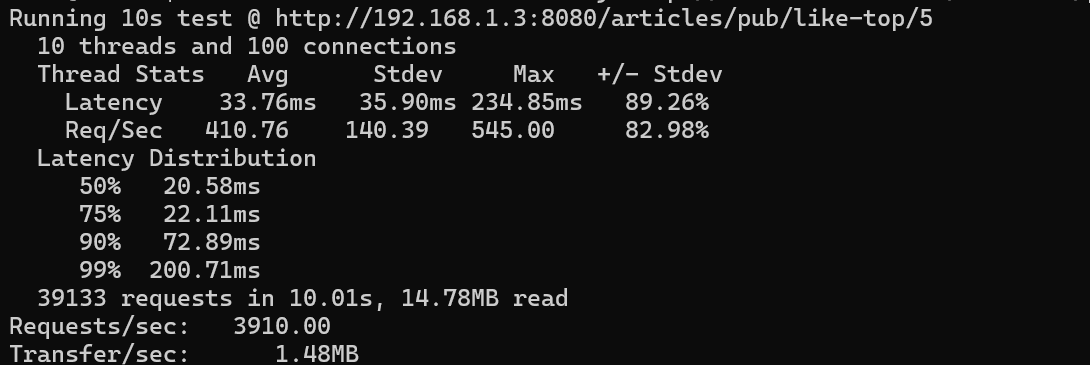 Running 10s test @ http://192.168.1.3:8080/articles/pub/like-top/5
  10 threads and 100 connections
  Thread Stats   Avg      Stdev     Max   +/- Stdev
    Latency    33.76ms   35.90ms 234.85ms   89.26%
    Req/Sec   410.76    140.39   545.00     82.98%
  Latency Distribution
     50%   20.58ms
     75%   22.11ms
     90%   72.89ms
     99%  200.71ms
  39133 requests in 10.01s, 14.78MB read
Requests/sec:   3910.00
Transfer/sec:      1.48MB